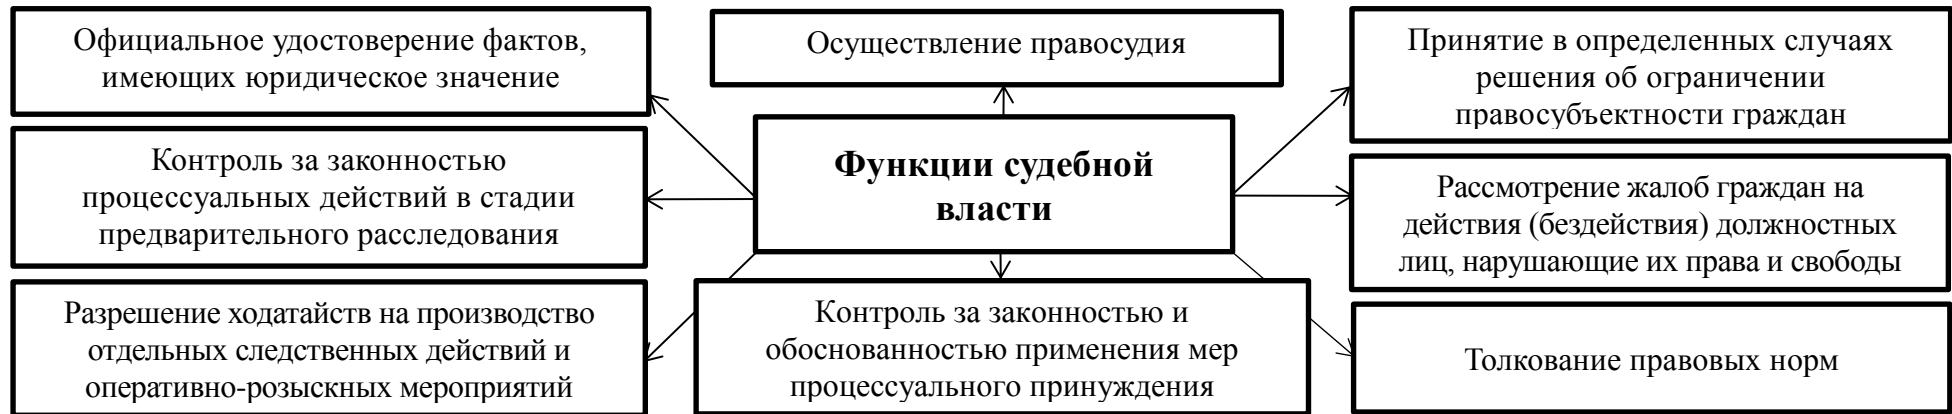 Официальное удостоверение фактов,
имеющих юридическое значение
Осуществление правосудия
Принятие в определенных случаях
решения об ограничении
правосубъектности граждан
Контроль за законностью
процессуальных действий в стадии
предварительного расследования
Функции судебной
власти
Рассмотрение жалоб граждан на
действия (бездействия) должностных
лиц, нарушающие их права и свободы
Разрешение ходатайств на производство
отдельных следственных действий и
оперативно-розыскных мероприятий
Контроль за законностью и
обоснованностью применения мер
процессуального принуждения
Толкование правовых норм